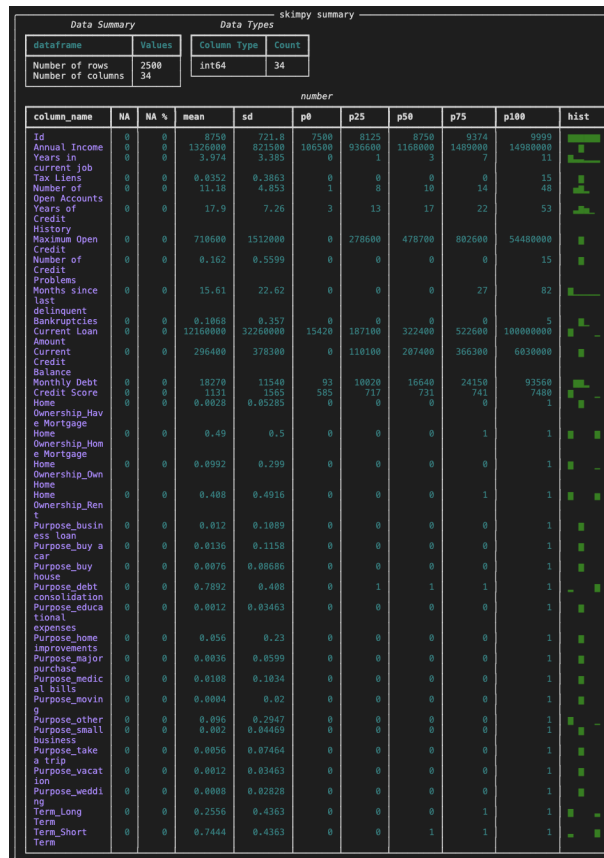 skimpy summary
Data Summary Data Types
dataframe Values Column Type Count
Number of rows 2500 int64 34
Number of columns 34
number
column_name NA NA % mean sd p0 p25 p50 p75 p100 hist
Id 0 0 8750 721.8 7500 8125 8750 9374 9999
Annual Income 0 0 1326000 821500 106500 936600 1168000 1489000 14980000
Years in 0 0 3.974 3.385 0 1 3 7 11
current job
Tax Liens 0 0 0.0352 0.3863 0 0 0 0 15
Number of 0 0 11.18 4.853 1 8 10 14 48
Open Accounts
Years of 0 0 17.9 7.26 3 13 17 22 53
Credit
History
Maximum Open 0 0 710600 1512000 0 278600 478700 802600 54480000
Credit
Number of 0 0 0.162 0.5599 0 0 0 0 15
Credit
Problems
Months since 0 0 15.61 22.62 0 0 0 27 82
last
delinquent
Bankruptcies 0 0 0.1068 0.357 0 0 0 0 5
Current Loan 0 0 12160000 32260000 15420 187100 322400 522600 100000000
Amount
Current 0 0 296400 378300 0 110100 207400 366300 6030000
Credit
Balance
Monthly Debt 0 0 18270 11540 93 10020 16640 24150 93560
Credit Score 0 0 1131 1565 585 717 731 741 7480
Home 0 0 0.0028 0.05285 0 0 0 0 1
Ownership_Hav
e Mortgage
Home 0 0 0.49 0.5 0 0 0 1 1
Ownership_Hom
e Mortgage
Home 0 0 0.0992 0.299 0 0 0 0 1
Ownership_Own
Home
Home 0 0 0.408 0.4916 0 0 0 1 1
Ownership_Ren
t
Purpose_busin 0 0 0.012 0.1089 0 0 0 0 1
ess loan
Purpose_buy a 0 0 0.0136 0.1158 0 0 0 0 1
car
Purpose_buy 0 0 0.0076 0.08686 0 0 0 0 1
house
Purpose_debt 0 0 0.7892 0.408 0 1 1 1 1
consolidation
Purpose_educa 0 0 0.0012 0.03463 0 0 0 0 1
tional
expenses
Purpose_home 0 0 0.056 0.23 0 0 0 0 1
improvements
Purpose_major 0 0 0.0036 0.0599 0 0 0 0 1
purchase
Purpose_medic 0 0 0.0108 0.1034 0 0 0 0 1
al bills
Purpose_movin 0 0 0.0004 0.02 0 0 0 0 1
g
Purpose_other 0 0 0.096 0.2947 0 0 0 0 1
Purpose_small 0 0 0.002 0.04469 0 0 0 0 1
business
Purpose_take 0 0 0.0056 0.07464 0 0 0 0 1
a trip
Purpose_vacat 0 0 0.0012 0.03463 0 0 0 0 1
ion
Purpose_weddi 0 0 0.0008 0.02828 0 0 0 0 1
ng
Term_Long 0 0 0.2556 0.4363 0 0 0 1 1
Term
Term_Short 0 0 0.7444 0.4363 0 0 1 1 1
Term